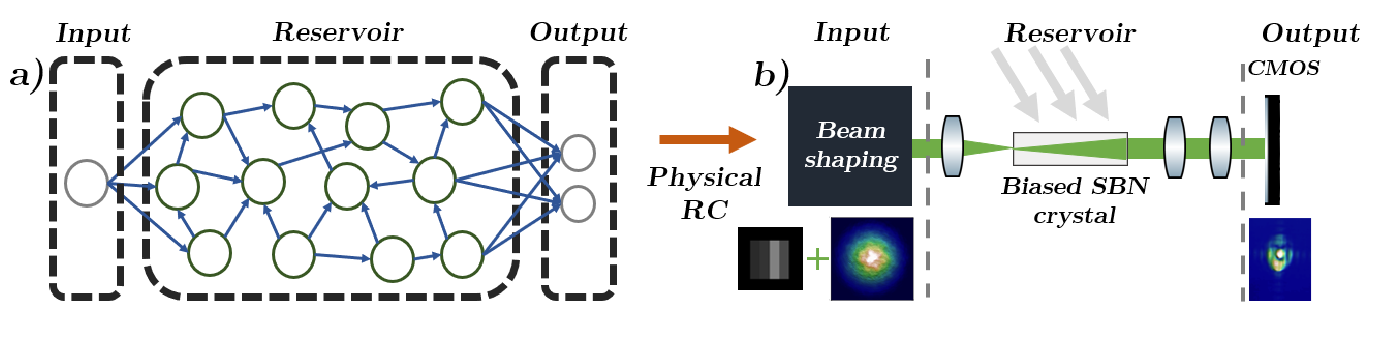 a)
Input
Reservoir
Output
Physical
RC
b)
Input
Reservoir
Output
CMOS
Beam
shaping
Biased SBN
crystal